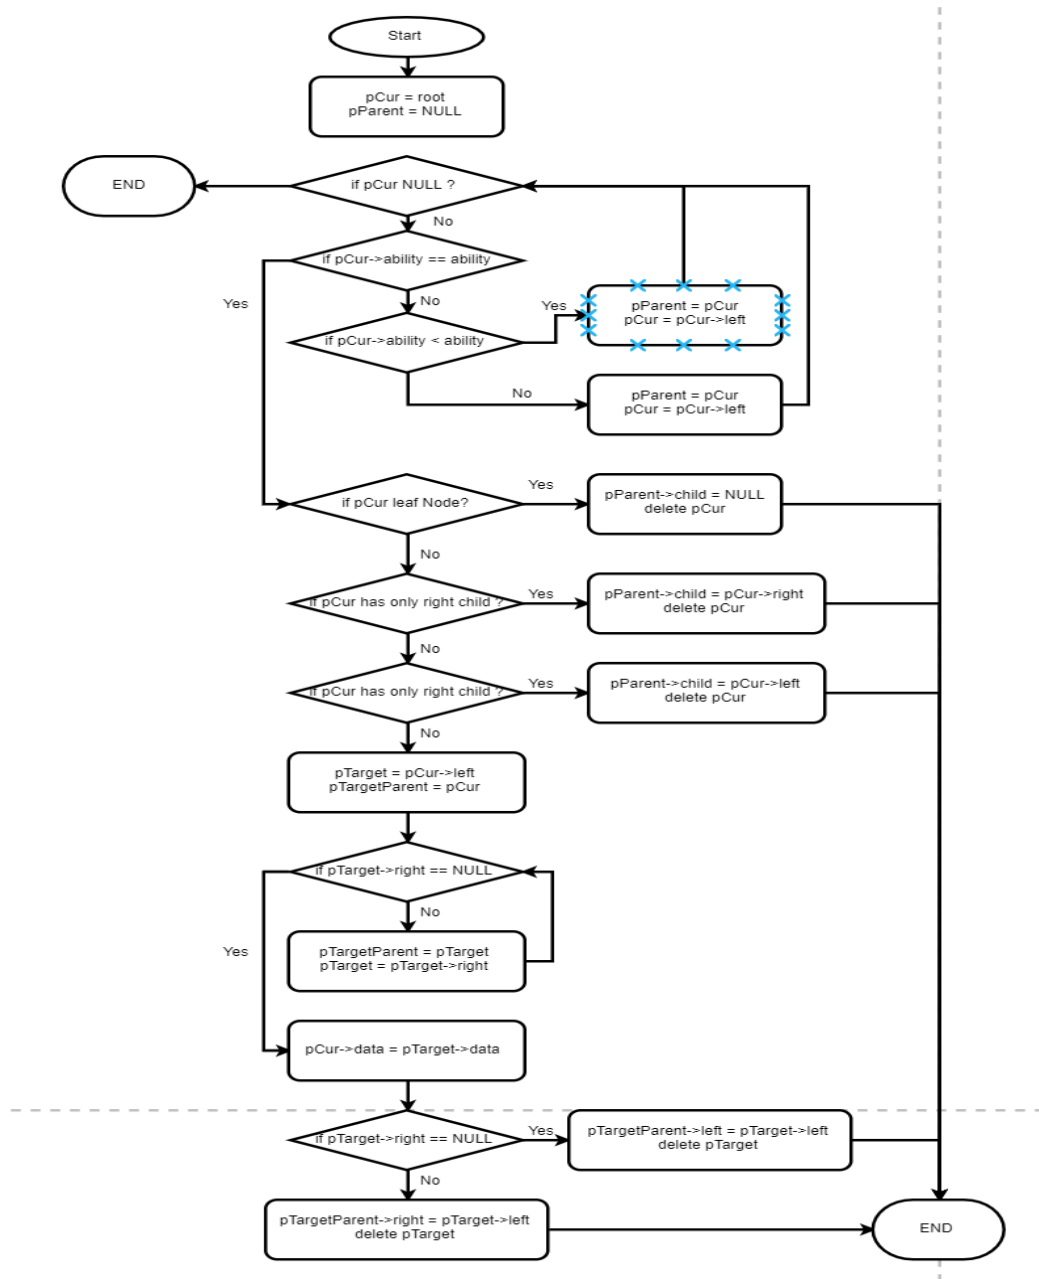 Start
pCur = root
pParent = NULL
END
if pCur NULL ?
No
if pCur->ability == ability
Yes
No
Yes
pParent = pCur
pCur = pCur->left
if pCur->ability < ability
No
pParent = pCur
pCur = pCur->left
if pCur leaf Node?
Yes
pParent->child = NULL
delete pCur
No
if pCur has only right child ?
Yes
pParent->child = pCur->right
delete pCur
No
if pCur has only right child ?
Yes
pParent->child = pCur->left
delete pCur
No
pTarget = pCur->left
pTargetParent = pCur
if pTarget->right == NULL
No
Yes
pTargetParent = pTarget
pTarget = pTarget->right
pCur->data = pTarget->data
if pTarget->right == NULL
Yes
pTargetParent->left = pTarget->left
delete pTarget
No
pTargetParent->right = pTarget->left
delete pTarget
END